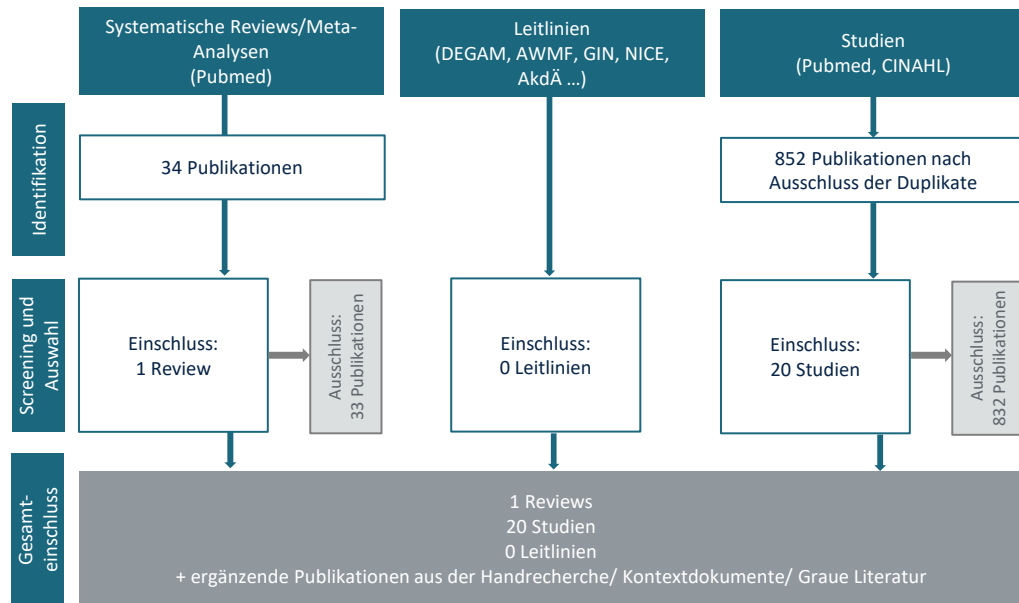 Systematische Reviews/Meta-
Analysen
(Pubmed)
Leitlinien
(DEGAM, AWMF, GIN, NICE,
AkdÄ …)
Studien
(Pubmed, CINAHL)
Identifikation
34 Publikationen
852 Publikationen nach
Ausschluss der Duplikate
Screening und
Auswahl
Einschluss:
1 Review
Ausschluss:
33 Publikationen
Einschluss:
0 Leitlinien
Einschluss:
20 Studien
Ausschluss:
832 Publikationen
Gesamt-
einschluss
1 Reviews
20 Studien
0 Leitlinien
+ ergänzende Publikationen aus der Handrecherche/ Kontextdokumente/ Graue Literatur